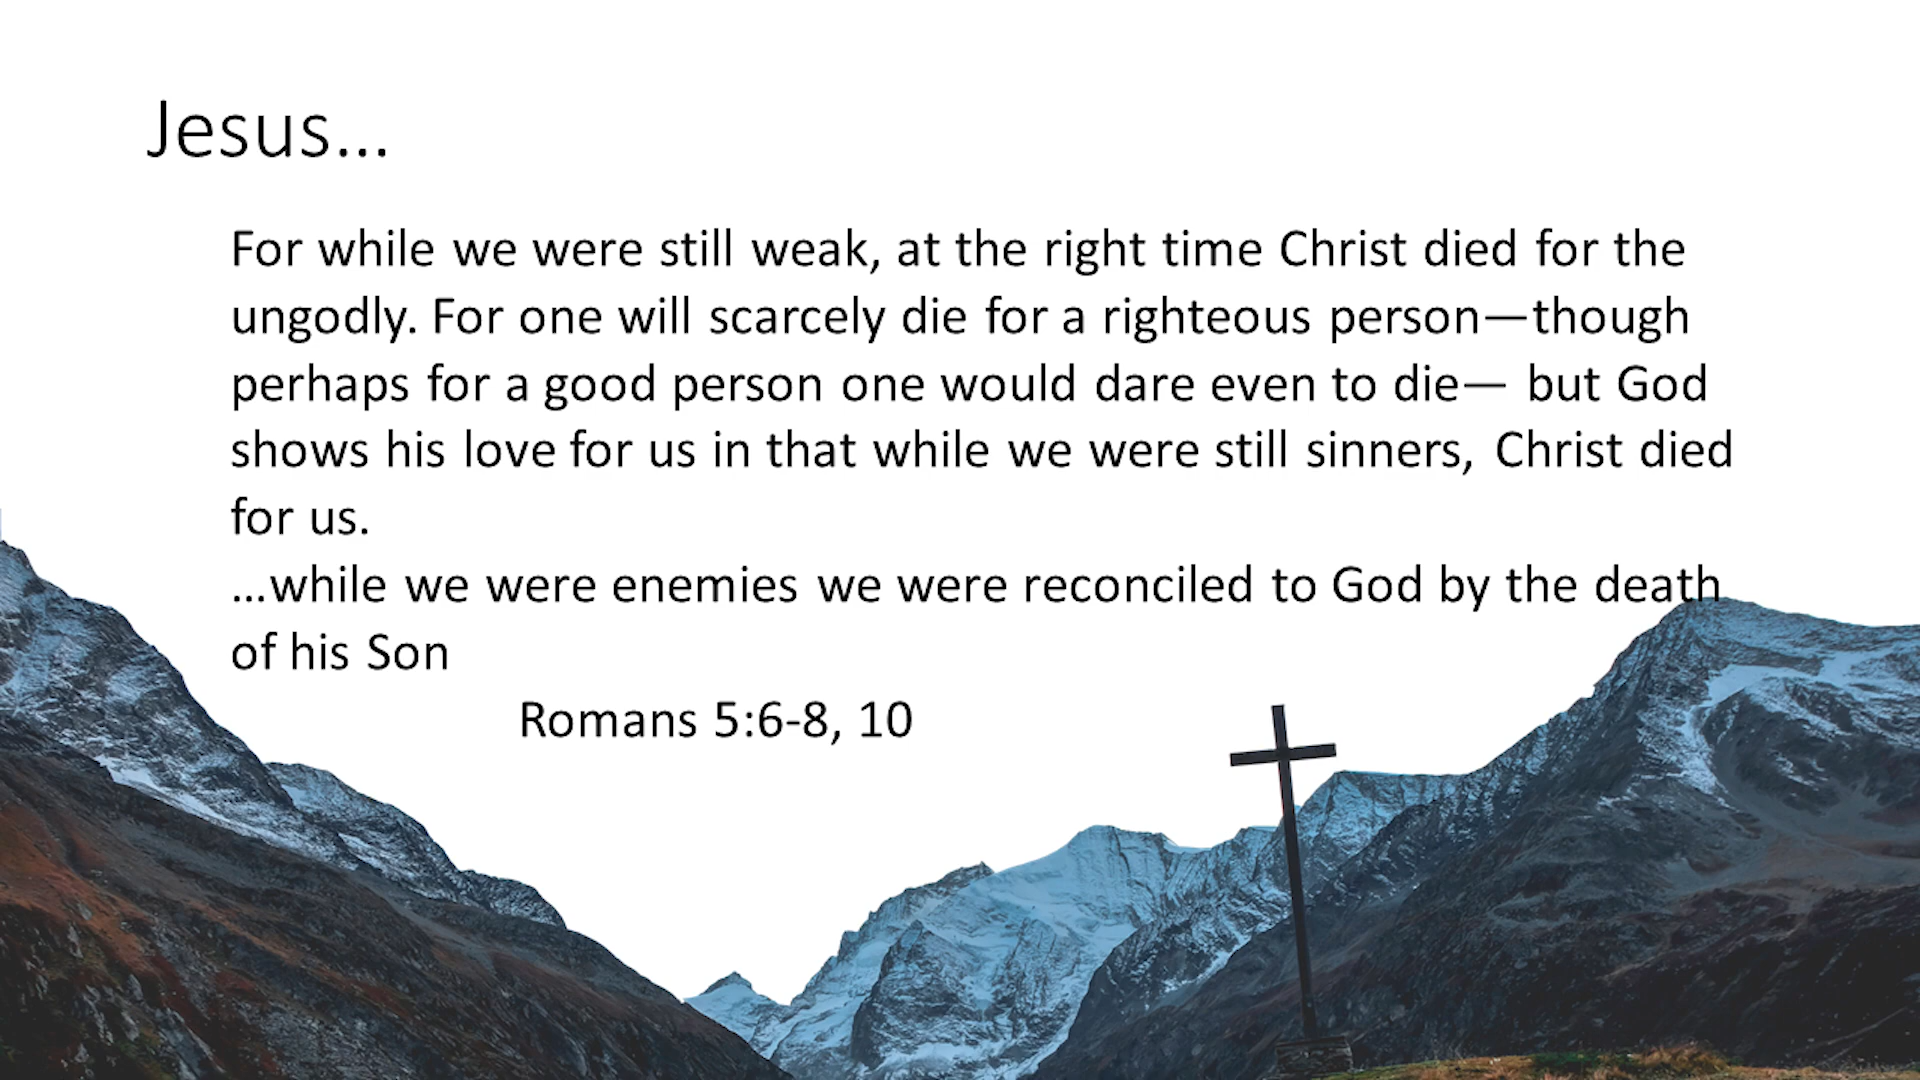 Jesus...
For while we were still weak, at the right time Christ died for the
ungodly. For one will scarcely die for a righteous person—though
perhaps for a good person one would dare even to die— but God
shows his love for us in that while we were still sinners, Christ died
for us.
...while we were enemies we were reconciled to God by the death
of his Son
Romans 5:6-8, 10